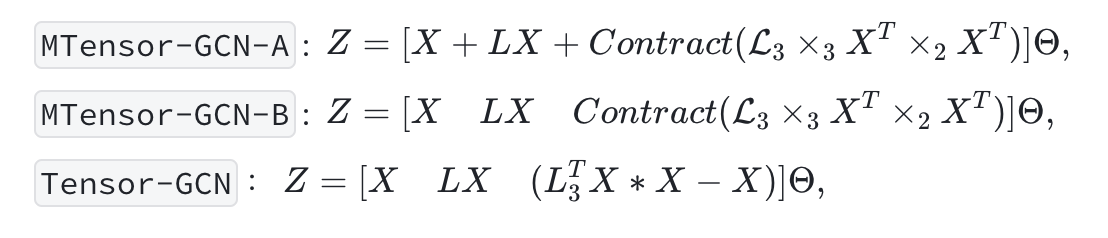 MTensor-GCN-A: Z = [X + LX + Contract(ℒ₃ ×₃ Xᵀ ×₂ Xᵀ)]Θ,
MTensor-GCN-B: Z = [X LX Contract(ℒ₃ ×₃ Xᵀ ×₂ Xᵀ)]Θ,
Tensor-GCN: Z = [X LX (L₃ᵀX * X − X)]Θ,